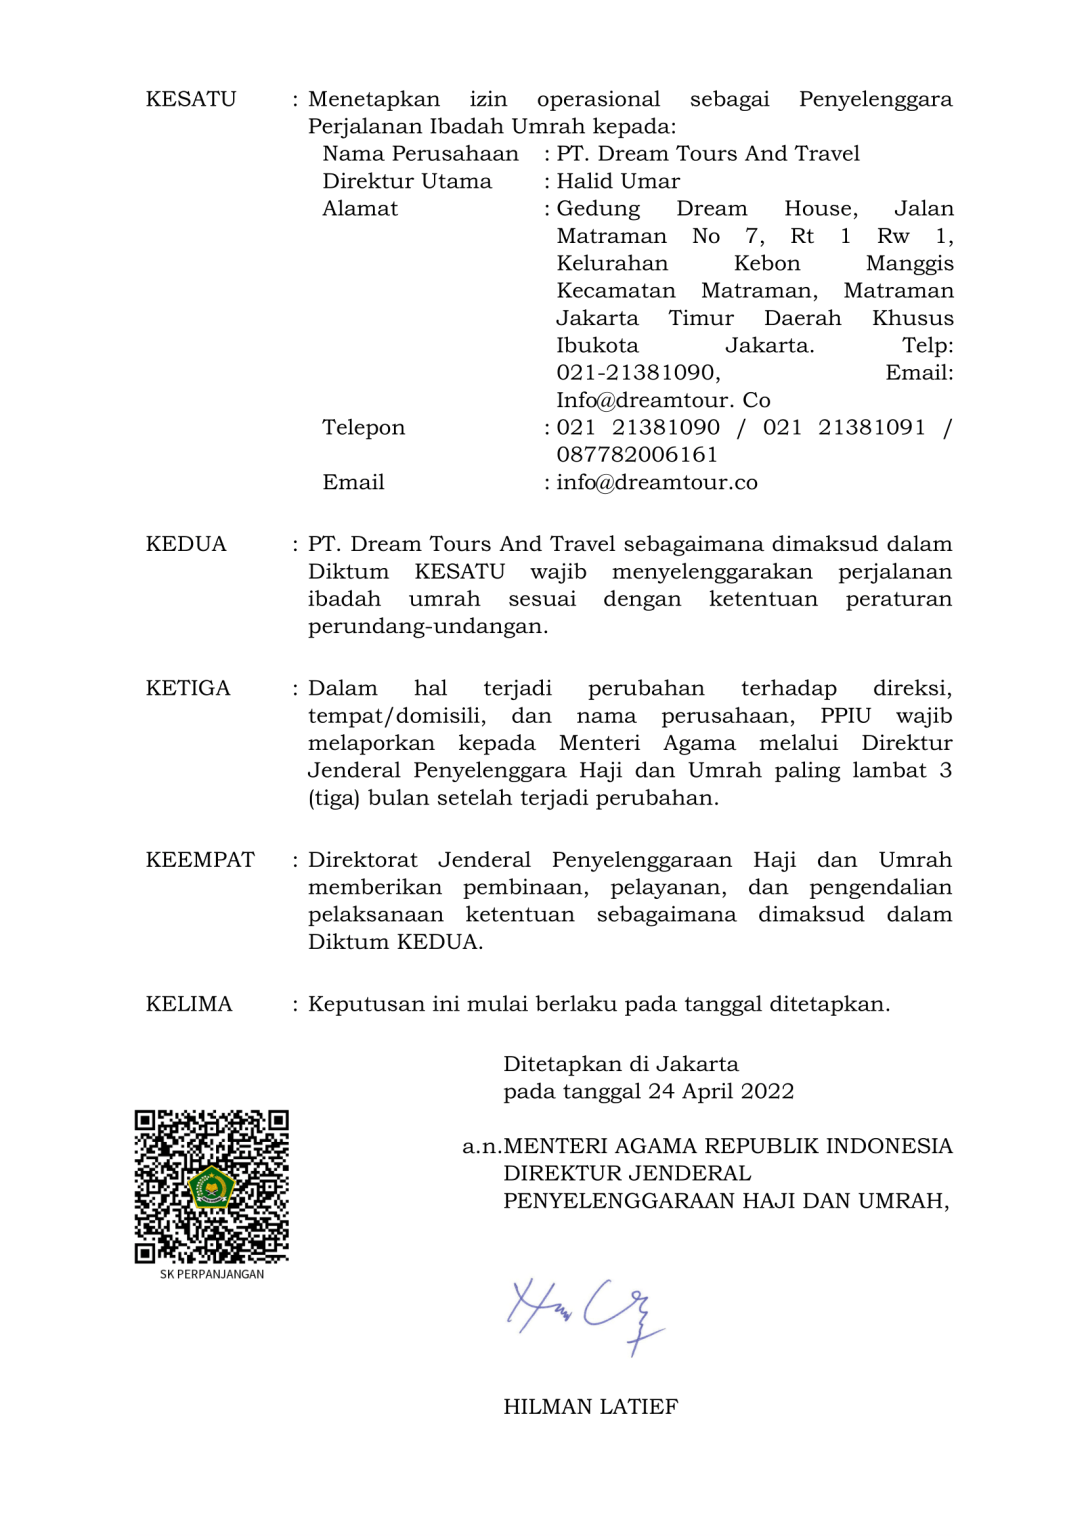 KESATU : Menetapkan izin operasional sebagai Penyelenggara
Perjalanan Ibadah Umrah kepada:
Nama Perusahaan : PT. Dream Tours And Travel
Direktur Utama : Halid Umar
Alamat : Gedung Dream House, Jalan
Matraman No 7, Rt 1 Rw 1,
Kelurahan Kebon Manggis
Kecamatan Matraman, Matraman
Jakarta Timur Daerah Khusus
Ibukota Jakarta. Telp:
021-21381090, Email:
Info@dreamtour. Co
Telepon : 021 21381090 / 021 21381091 /
087782006161
Email : info@dreamtour.co
KEDUA : PT. Dream Tours And Travel sebagaimana dimaksud dalam
Diktum KESATU wajib menyelenggarakan perjalanan
ibadah umrah sesuai dengan ketentuan peraturan
perundang-undangan.
KETIGA : Dalam hal terjadi perubahan terhadap direksi,
tempat/domisili, dan nama perusahaan, PPIU wajib
melaporkan kepada Menteri Agama melalui Direktur
Jenderal Penyelenggara Haji dan Umrah paling lambat 3
(tiga) bulan setelah terjadi perubahan.
KEEMPAT : Direktorat Jenderal Penyelenggaraan Haji dan Umrah
memberikan pembinaan, pelayanan, dan pengendalian
pelaksanaan ketentuan sebagaimana dimaksud dalam
Diktum KEDUA.
KELIMA : Keputusan ini mulai berlaku pada tanggal ditetapkan.
Ditetapkan di Jakarta
pada tanggal 24 April 2022
a.n.MENTERI AGAMA REPUBLIK INDONESIA
DIREKTUR JENDERAL
PENYELENGGARAAN HAJI DAN UMRAH,
SK PERPANJANGAN
HILMAN LATIEF